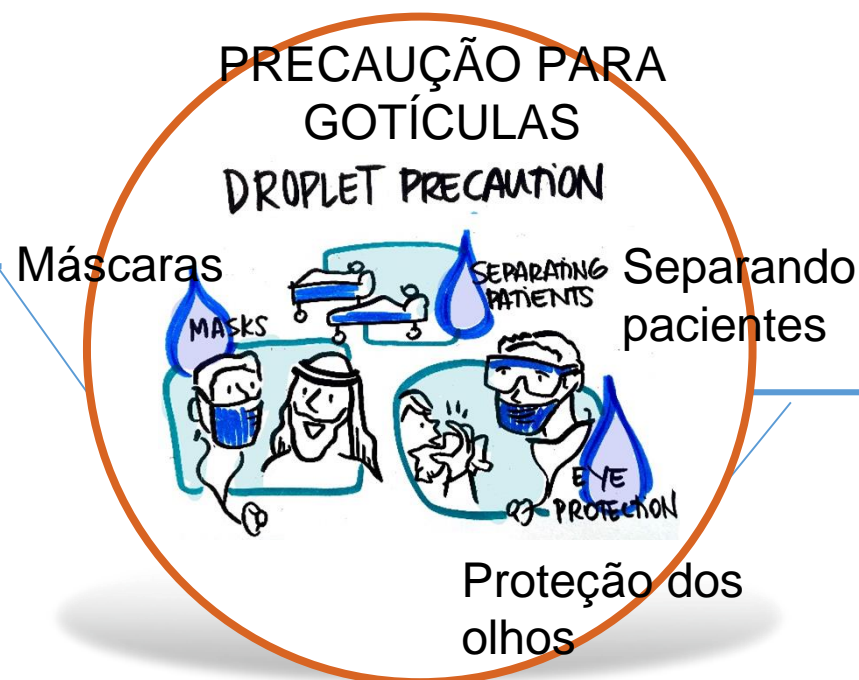 PRECAUÇÃO PARA
GOTÍCULAS
DROPLET PRECAUTION
Máscaras
MASKS
SEPARATING
PATIENTS
Separando
pacientes
EYE
PROTECTION
Proteção dos
olhos